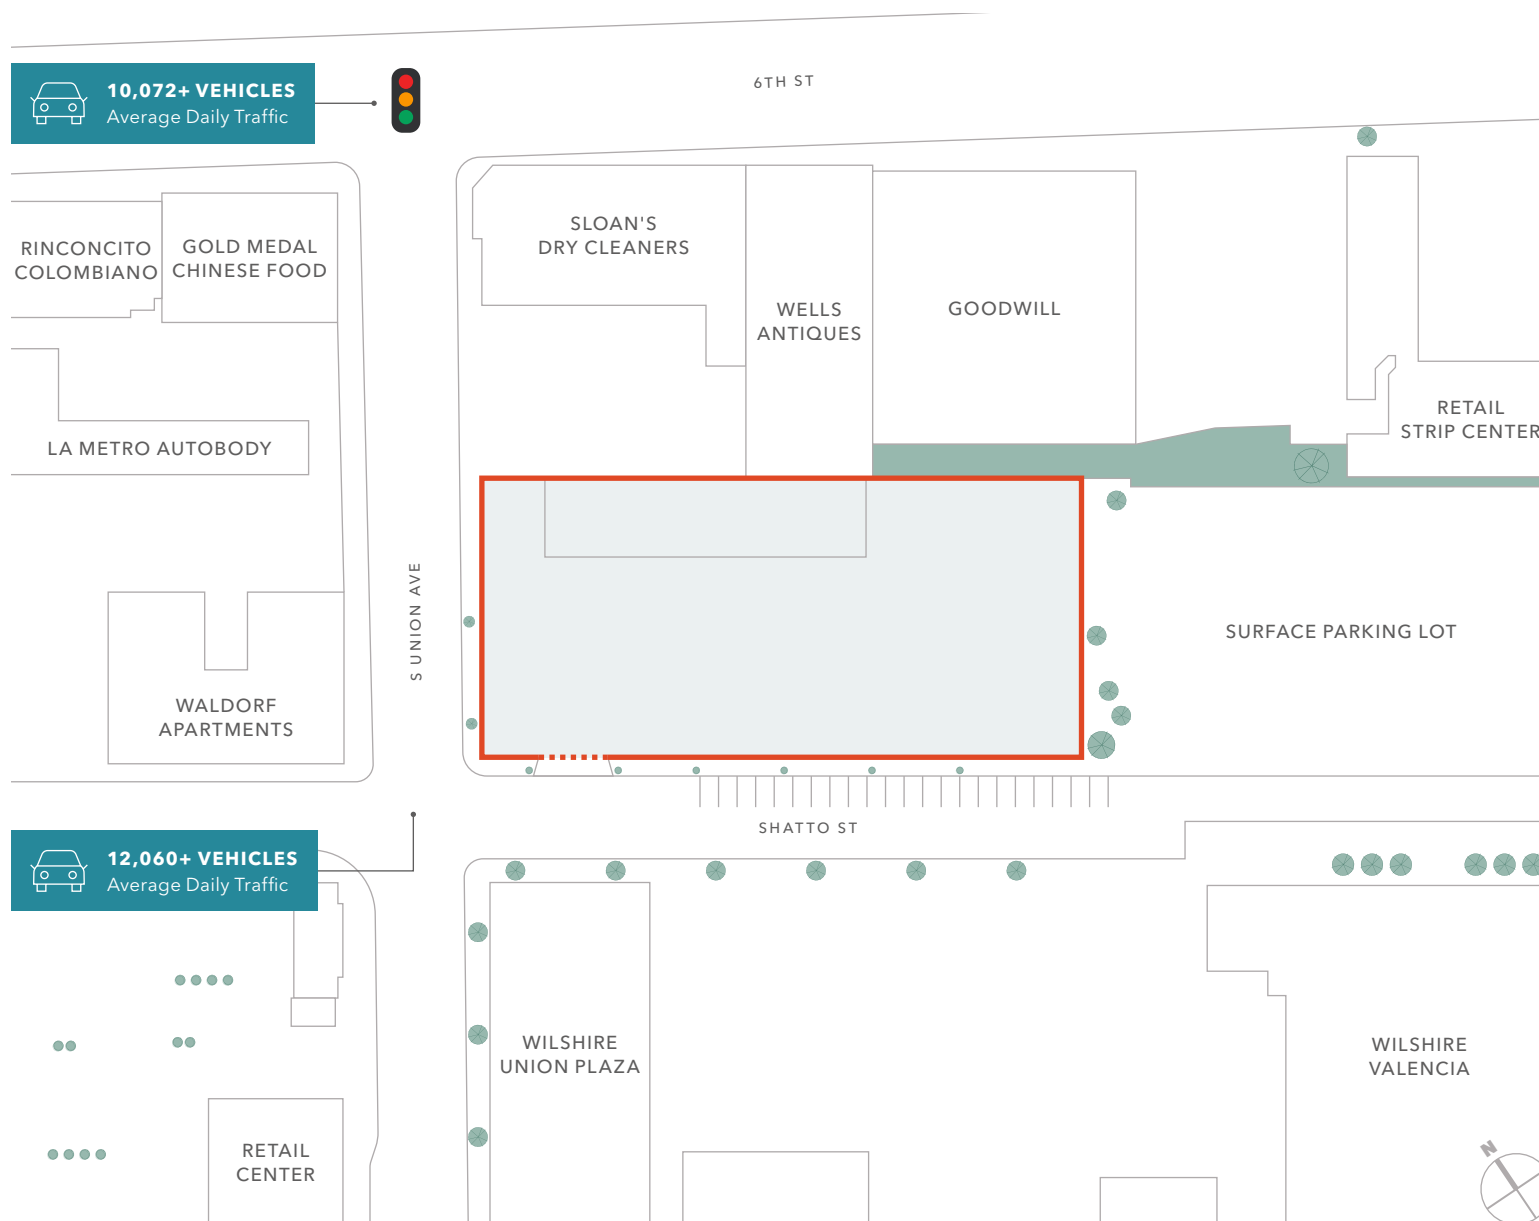 10,072+ VEHICLES
Average Daily Traffic
6TH ST
RINCONCITO
COLOMBIANO
GOLD MEDAL
CHINESE FOOD
SLOAN'S
DRY CLEANERS
WELLS
ANTIQUES
GOODWILL
RETAIL
STRIP CENTER
LA METRO AUTOBODY
S UNION AVE
SURFACE PARKING LOT
WALDORF
APARTMENTS
SHATTO ST
12,060+ VEHICLES
Average Daily Traffic
WILSHIRE
UNION PLAZA
WILSHIRE
VALENCIA
RETAIL
CENTER
N